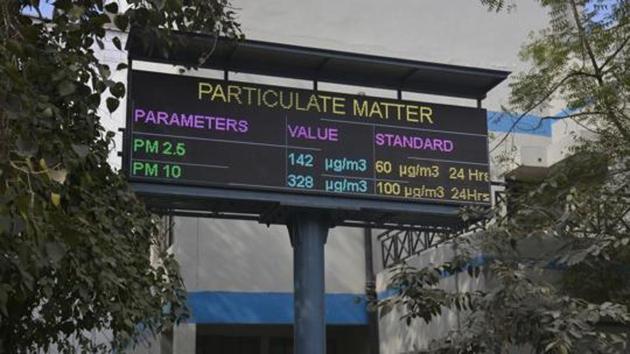 PARTICULATE MATTER
PARAMETERS VALUE STANDARD
PM 2.5 142 µg/m3 60 µg/m3 24 Hrs
PM 10 328 µg/m3 100 µg/m3 24Hrs